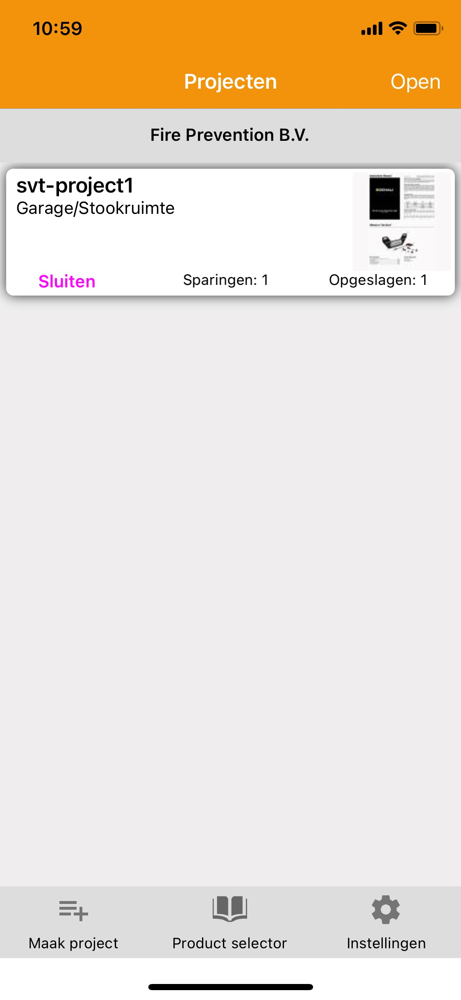 10:59
Projecten
Open
Fire Prevention B.V.
svt-project1
Garage/Stookruimte
DENALI
Sluiten
Sparingen: 1
Opgeslagen: 1
Maak project
Product selector
Instellingen